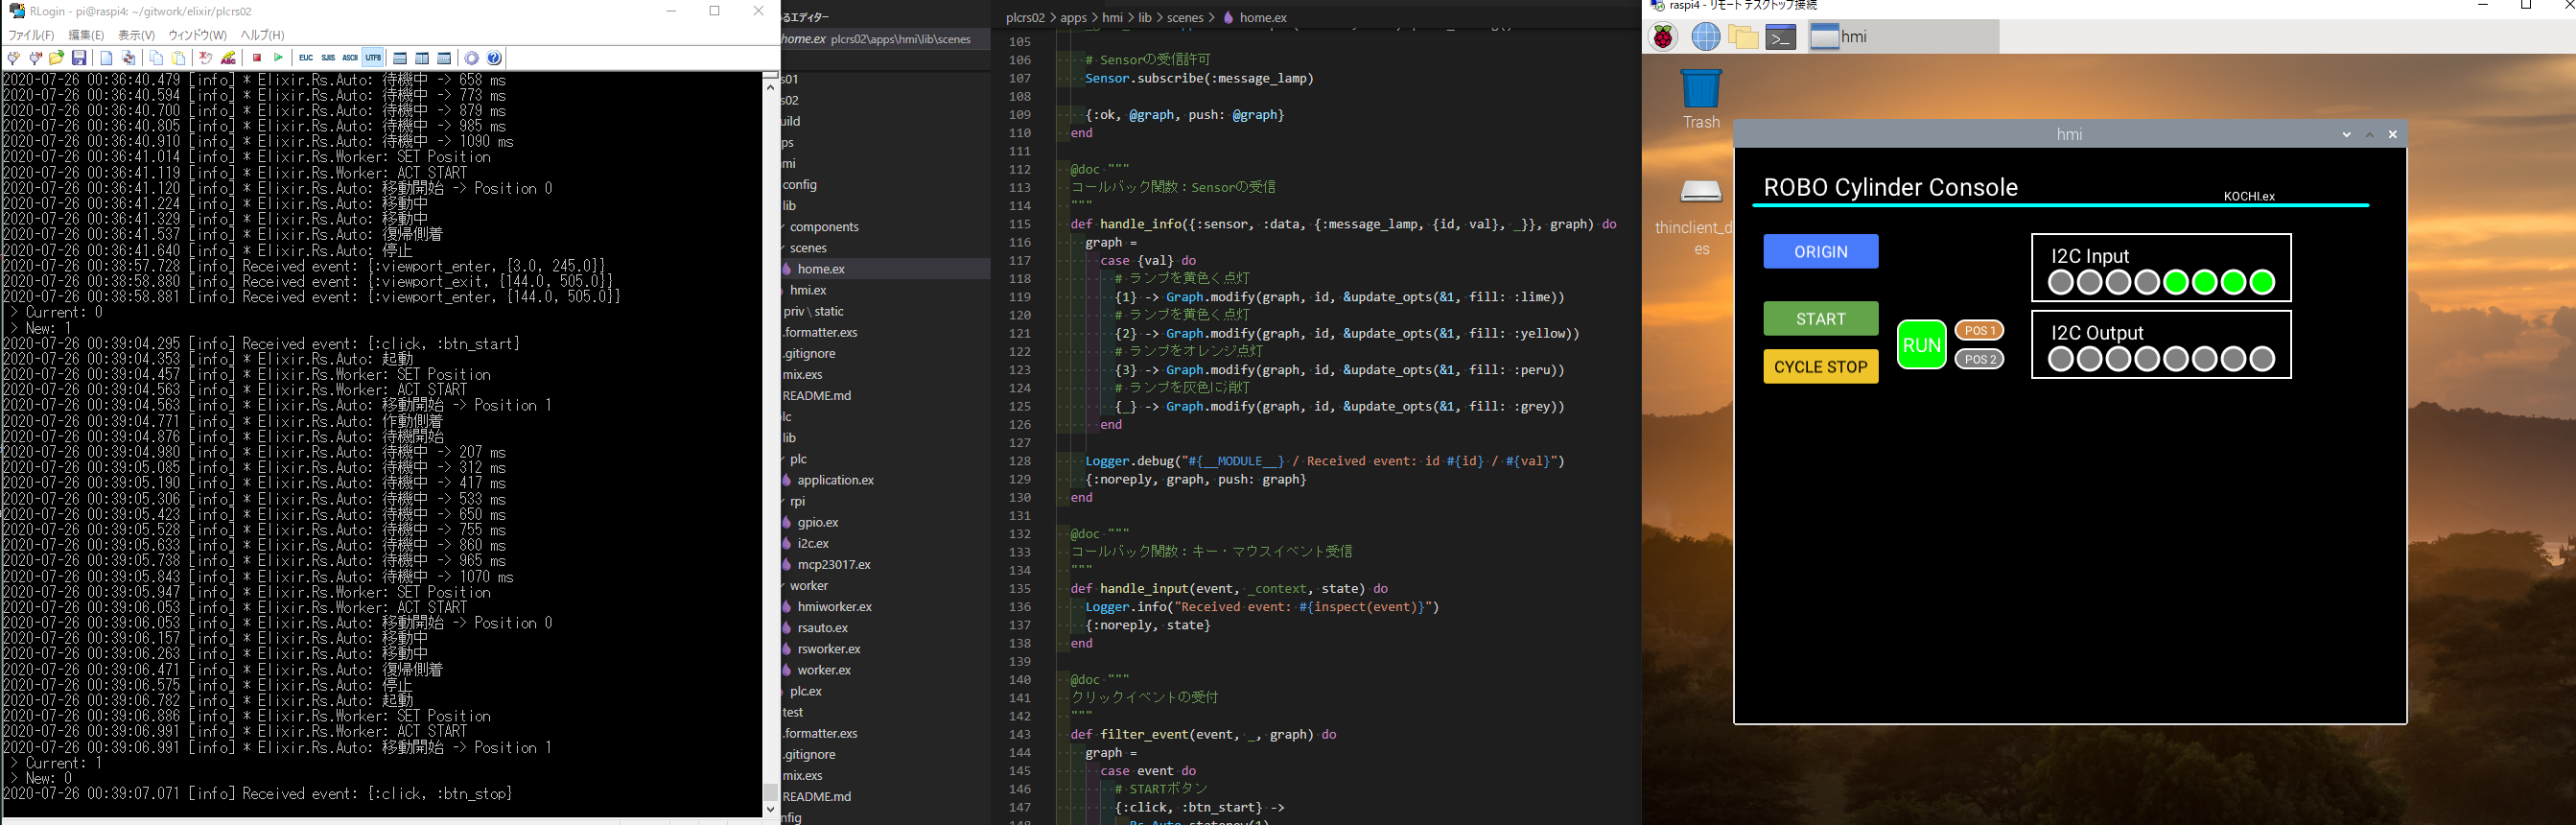 RLogin - pi@raspi4: ~/gitwork/elixir/plcrs02
ファイル(F) 編集(E) 表示(V) ウィンドウ(W) ヘルプ(H)
EUC SJIS ASCII UTF8
2020-07-26 00:36:40.479 [info] * Elixir.Rs.Auto: 待機中 -> 658 ms
2020-07-26 00:36:40.594 [info] * Elixir.Rs.Auto: 待機中 -> 773 ms
2020-07-26 00:36:40.700 [info] * Elixir.Rs.Auto: 待機中 -> 879 ms
2020-07-26 00:36:40.805 [info] * Elixir.Rs.Auto: 待機中 -> 985 ms
2020-07-26 00:36:40.910 [info] * Elixir.Rs.Auto: 待機中 -> 1090 ms
2020-07-26 00:36:41.014 [info] * Elixir.Rs.Worker: SET Position
2020-07-26 00:36:41.119 [info] * Elixir.Rs.Worker: ACT START
2020-07-26 00:36:41.120 [info] * Elixir.Rs.Auto: 移動開始 -> Position 0
2020-07-26 00:36:41.224 [info] * Elixir.Rs.Auto: 移動中
2020-07-26 00:36:41.329 [info] * Elixir.Rs.Auto: 移動中
2020-07-26 00:36:41.537 [info] * Elixir.Rs.Auto: 復帰側着
2020-07-26 00:36:41.640 [info] * Elixir.Rs.Auto: 停止
2020-07-26 00:38:57.728 [info] Received event: {:viewport_enter, [3.0, 245.0]}
2020-07-26 00:38:58.880 [info] Received event: {:viewport_exit, [144.0, 505.0]}
2020-07-26 00:38:58.881 [info] Received event: {:viewport_enter, [144.0, 505.0]}
> Current: 0
> New: 1
2020-07-26 00:39:04.295 [info] Received event: {:click, :btn_start}
2020-07-26 00:39:04.353 [info] * Elixir.Rs.Auto: 起動
2020-07-26 00:39:04.457 [info] * Elixir.Rs.Worker: SET Position
2020-07-26 00:39:04.563 [info] * Elixir.Rs.Worker: ACT START
2020-07-26 00:39:04.563 [info] * Elixir.Rs.Auto: 移動開始 -> Position 1
2020-07-26 00:39:04.771 [info] * Elixir.Rs.Auto: 作動側着
2020-07-26 00:39:04.876 [info] * Elixir.Rs.Auto: 待機開始
2020-07-26 00:39:04.980 [info] * Elixir.Rs.Auto: 待機中 -> 207 ms
2020-07-26 00:39:05.085 [info] * Elixir.Rs.Auto: 待機中 -> 312 ms
2020-07-26 00:39:05.190 [info] * Elixir.Rs.Auto: 待機中 -> 417 ms
2020-07-26 00:39:05.306 [info] * Elixir.Rs.Auto: 待機中 -> 533 ms
2020-07-26 00:39:05.423 [info] * Elixir.Rs.Auto: 待機中 -> 650 ms
2020-07-26 00:39:05.528 [info] * Elixir.Rs.Auto: 待機中 -> 755 ms
2020-07-26 00:39:05.633 [info] * Elixir.Rs.Auto: 待機中 -> 860 ms
2020-07-26 00:39:05.738 [info] * Elixir.Rs.Auto: 待機中 -> 965 ms
2020-07-26 00:39:05.843 [info] * Elixir.Rs.Auto: 待機中 -> 1070 ms
2020-07-26 00:39:05.947 [info] * Elixir.Rs.Worker: SET Position
2020-07-26 00:39:06.053 [info] * Elixir.Rs.Worker: ACT START
2020-07-26 00:39:06.053 [info] * Elixir.Rs.Auto: 移動開始 -> Position 0
2020-07-26 00:39:06.157 [info] * Elixir.Rs.Auto: 移動中
2020-07-26 00:39:06.263 [info] * Elixir.Rs.Auto: 移動中
2020-07-26 00:39:06.471 [info] * Elixir.Rs.Auto: 復帰側着
2020-07-26 00:39:06.575 [info] * Elixir.Rs.Auto: 停止
2020-07-26 00:39:06.782 [info] * Elixir.Rs.Auto: 起動
2020-07-26 00:39:06.886 [info] * Elixir.Rs.Worker: SET Position
2020-07-26 00:39:06.991 [info] * Elixir.Rs.Worker: ACT START
2020-07-26 00:39:06.991 [info] * Elixir.Rs.Auto: 移動開始 -> Position 1
> Current: 1
> New: 0
2020-07-26 00:39:07.071 [info] Received event: {:click, :btn_stop}
るエディター
home.ex plcrs02\apps\hmi\lib\scenes
s01
s02
uild
ps
mi
config
lib
components
scenes
home.ex
hmi.ex
priv \ static
.formatter.exs
.gitignore
mix.exs
README.md
lc
lib
plc
application.ex
rpi
gpio.ex
i2c.ex
mcp23017.ex
worker
hmiworker.ex
rsauto.ex
rsworker.ex
worker.ex
plc.ex
test
.formatter.exs
.gitignore
mix.exs
README.md
nfig
plcrs02 > apps > hmi > lib > scenes > home.ex
105
106 # Sensorの受信許可
107 Sensor.subscribe(:message_lamp)
108
109 {:ok, @graph, push: @graph}
110 end
111
112 @doc """
113 コールバック関数：Sensorの受信
114 """
115 def handle_info({:sensor, :data, {:message_lamp, {id, val}, _}}, graph) do
116 graph =
117 case {val} do
118 # ランプを黄色く点灯
119 {1} -> Graph.modify(graph, id, &update_opts(&1, fill: :lime))
120 # ランプを黄色く点灯
121 {2} -> Graph.modify(graph, id, &update_opts(&1, fill: :yellow))
122 # ランプをオレンジ点灯
123 {3} -> Graph.modify(graph, id, &update_opts(&1, fill: :peru))
124 # ランプを灰色に消灯
125 {_} -> Graph.modify(graph, id, &update_opts(&1, fill: :grey))
126 end
127
128 Logger.debug("#{__MODULE__} / Received event: id #{id} / #{val}")
129 {:noreply, graph, push: graph}
130 end
131
132 @doc """
133 コールバック関数：キー・マウスイベント受信
134 """
135 def handle_input(event, _context, state) do
136 Logger.info("Received event: #{inspect(event)}")
137 {:noreply, state}
138 end
139
140 @doc """
141 クリックイベントの受付
142 """
143 def filter_event(event, _, graph) do
144 graph =
145 case event do
146 # STARTボタン
147 {:click, :btn_start} ->
raspi4 - リモート デスクトップ接続
hmi
Trash
thinclient_d
es
hmi
ROBO Cylinder Console
KOCHI.ex
ORIGIN
START
CYCLE STOP
RUN
POS 1
POS 2
I2C Input
I2C Output